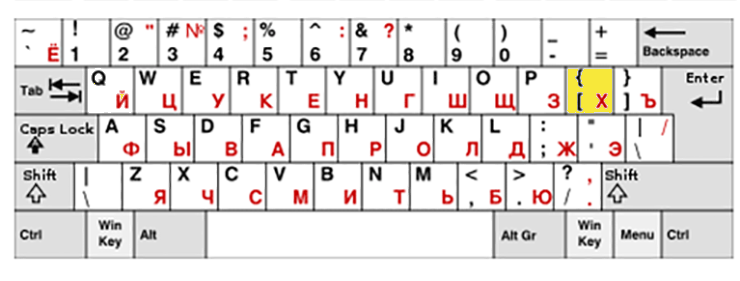 ~ ` Ё ! 1 @ " 2 # № 3 $ ; 4 % 5 ^ : 6 & ? 7 * 8 ( 9 ) 0 _ - + = Backspace
Tab Q Й W Ц E У R К T Е Y Н U Г I Ш O Щ P З { [ Х } ] Ъ Enter
Caps Lock A Ф S Ы D В F А G П H Р J О K Л L Д : ; Ж " ' Э | / \
Shift | \ Z Я X Ч C С V М B И N Т M Ь < , Б > . Ю ? , / . Shift
Ctrl Win Key Alt Alt Gr Win Key Menu Ctrl